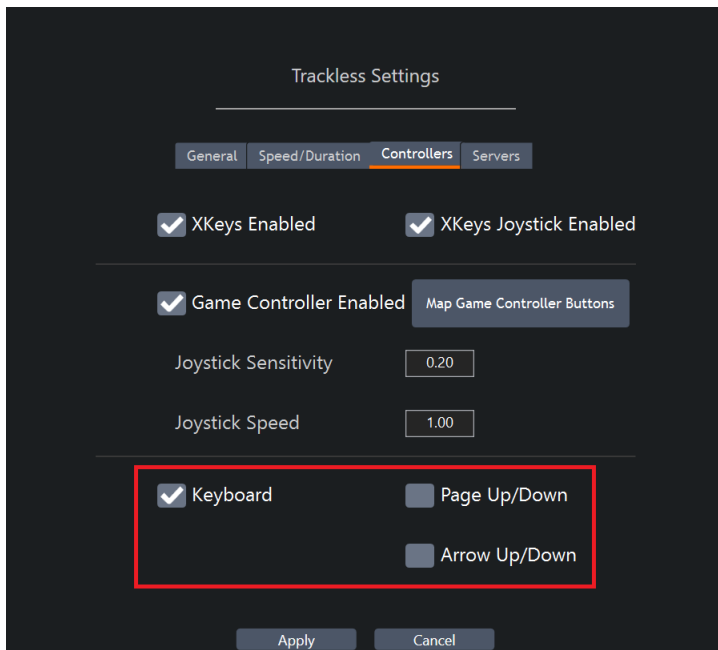 Trackless Settings
General Speed/Duration Controllers Servers
XKeys Enabled XKeys Joystick Enabled
Game Controller Enabled Map Game Controller Buttons
Joystick Sensitivity 0.20
Joystick Speed 1.00
Keyboard Page Up/Down
Arrow Up/Down
Apply Cancel